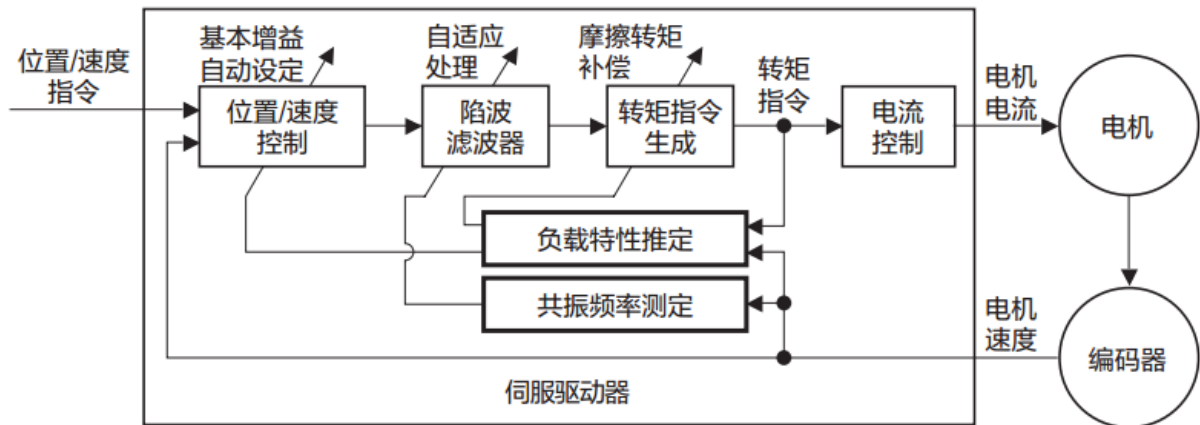 位置/速度
指令
基本增益
自动设定
位置/速度
控制
自适应
处理
陷波
滤波器
摩擦转矩
补偿
转矩指令
生成
转矩
指令
电流
控制
电机
电流
电机
负载特性推定
共振频率测定
电机
速度
编码器
伺服驱动器